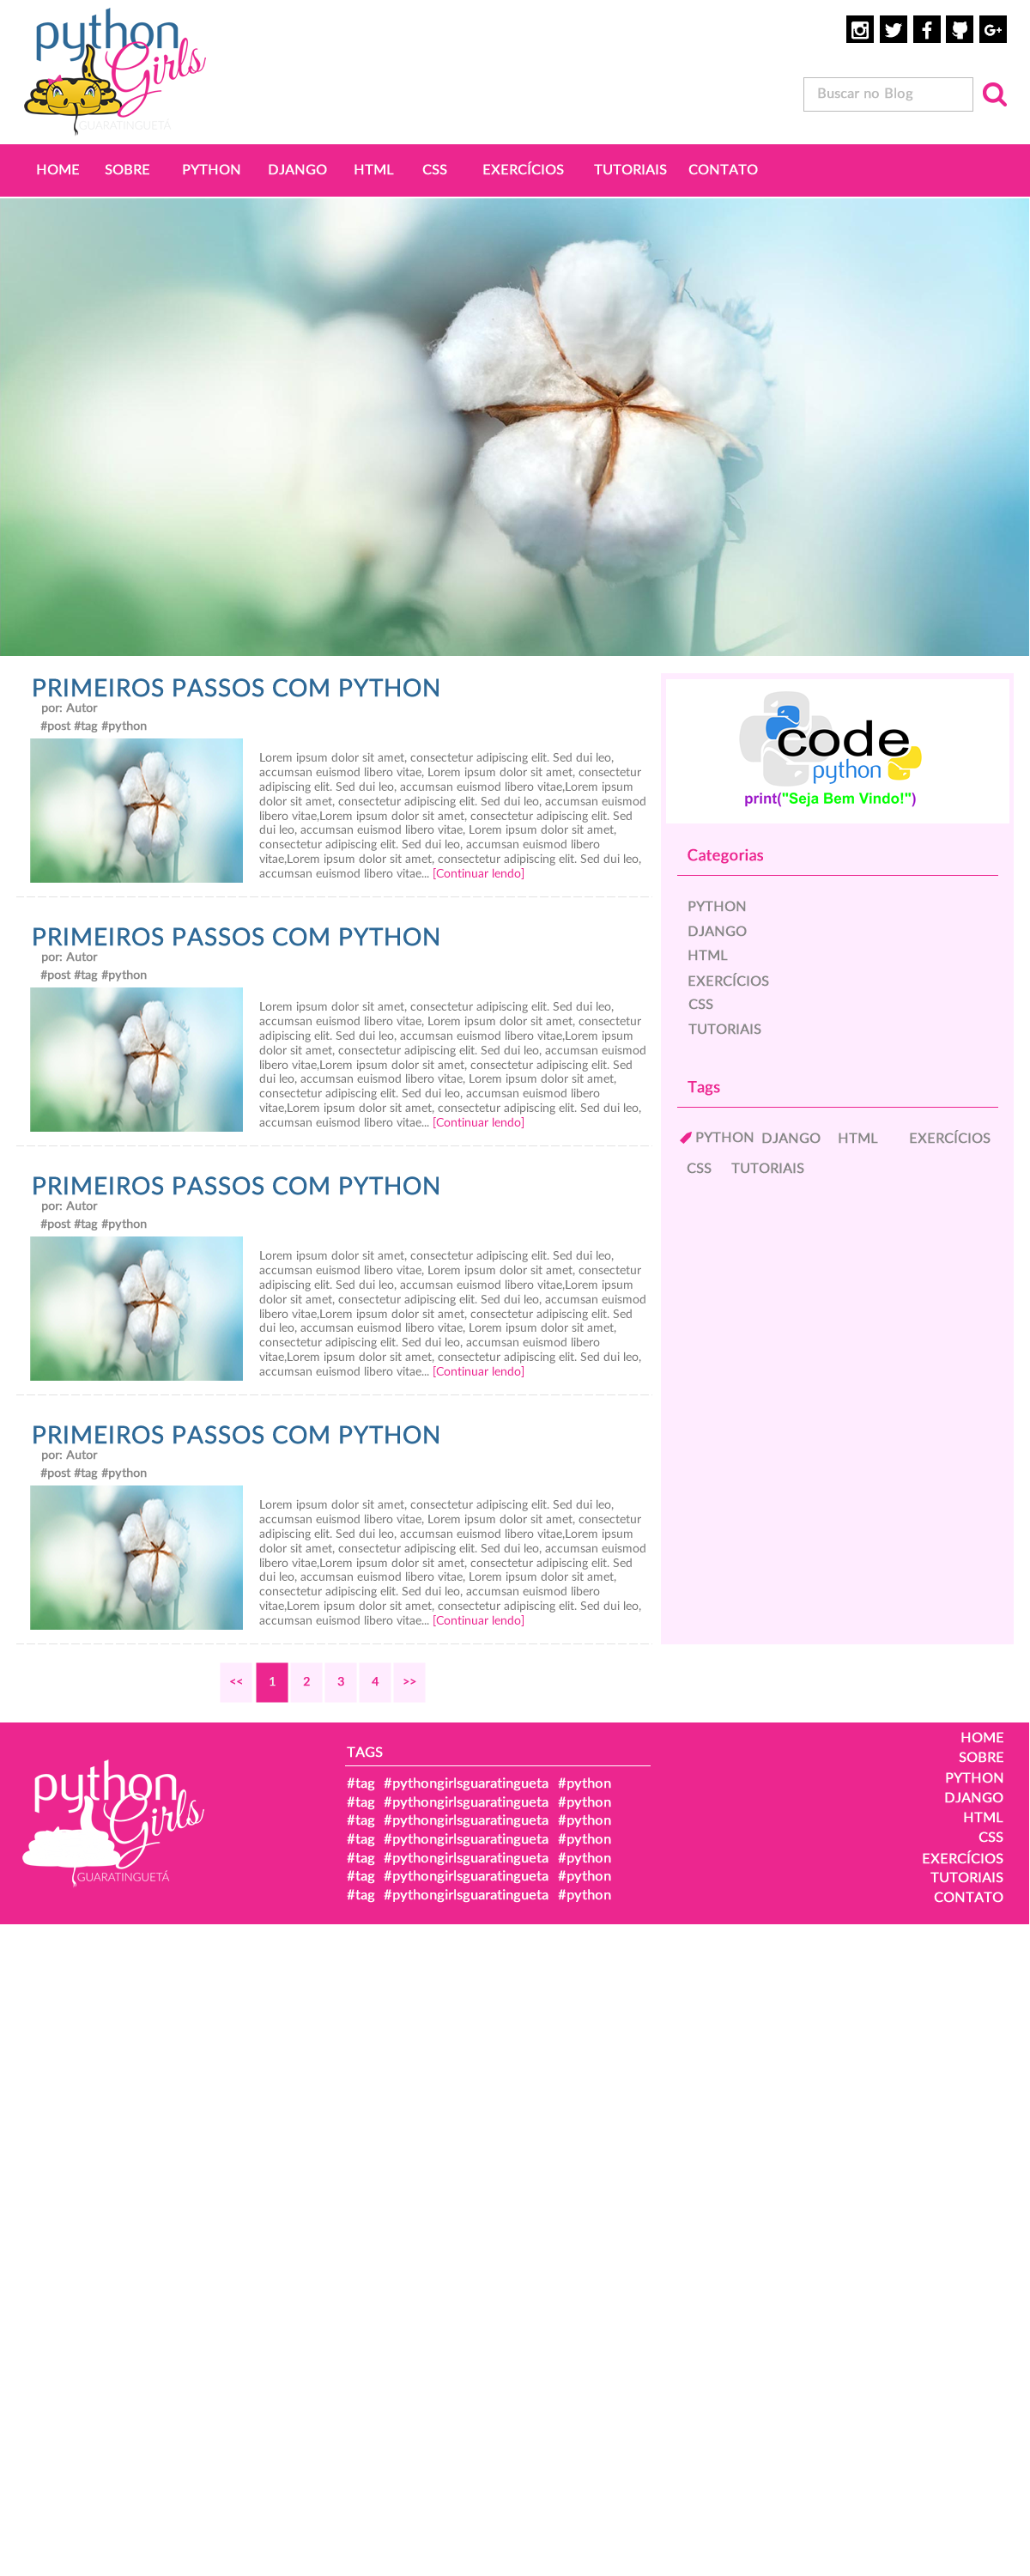 python
Girls
GUARATINGUETÁ
Buscar no Blog
HOME SOBRE PYTHON DJANGO HTML CSS EXERCÍCIOS TUTORIAIS CONTATO
PRIMEIROS PASSOS COM PYTHON
por: Autor
#post #tag #python
Lorem ipsum dolor sit amet, consectetur adipiscing elit. Sed dui leo,
accumsan euismod libero vitae, Lorem ipsum dolor sit amet, consectetur
adipiscing elit. Sed dui leo, accumsan euismod libero vitae,Lorem ipsum
dolor sit amet, consectetur adipiscing elit. Sed dui leo, accumsan euismod
libero vitae,Lorem ipsum dolor sit amet, consectetur adipiscing elit. Sed
dui leo, accumsan euismod libero vitae, Lorem ipsum dolor sit amet,
consectetur adipiscing elit. Sed dui leo, accumsan euismod libero
vitae,Lorem ipsum dolor sit amet, consectetur adipiscing elit. Sed dui leo,
accumsan euismod libero vitae... [Continuar lendo]
PRIMEIROS PASSOS COM PYTHON
por: Autor
#post #tag #python
Lorem ipsum dolor sit amet, consectetur adipiscing elit. Sed dui leo,
accumsan euismod libero vitae, Lorem ipsum dolor sit amet, consectetur
adipiscing elit. Sed dui leo, accumsan euismod libero vitae,Lorem ipsum
dolor sit amet, consectetur adipiscing elit. Sed dui leo, accumsan euismod
libero vitae,Lorem ipsum dolor sit amet, consectetur adipiscing elit. Sed
dui leo, accumsan euismod libero vitae, Lorem ipsum dolor sit amet,
consectetur adipiscing elit. Sed dui leo, accumsan euismod libero
vitae,Lorem ipsum dolor sit amet, consectetur adipiscing elit. Sed dui leo,
accumsan euismod libero vitae... [Continuar lendo]
PRIMEIROS PASSOS COM PYTHON
por: Autor
#post #tag #python
Lorem ipsum dolor sit amet, consectetur adipiscing elit. Sed dui leo,
accumsan euismod libero vitae, Lorem ipsum dolor sit amet, consectetur
adipiscing elit. Sed dui leo, accumsan euismod libero vitae,Lorem ipsum
dolor sit amet, consectetur adipiscing elit. Sed dui leo, accumsan euismod
libero vitae,Lorem ipsum dolor sit amet, consectetur adipiscing elit. Sed
dui leo, accumsan euismod libero vitae, Lorem ipsum dolor sit amet,
consectetur adipiscing elit. Sed dui leo, accumsan euismod libero
vitae,Lorem ipsum dolor sit amet, consectetur adipiscing elit. Sed dui leo,
accumsan euismod libero vitae... [Continuar lendo]
PRIMEIROS PASSOS COM PYTHON
por: Autor
#post #tag #python
Lorem ipsum dolor sit amet, consectetur adipiscing elit. Sed dui leo,
accumsan euismod libero vitae, Lorem ipsum dolor sit amet, consectetur
adipiscing elit. Sed dui leo, accumsan euismod libero vitae,Lorem ipsum
dolor sit amet, consectetur adipiscing elit. Sed dui leo, accumsan euismod
libero vitae,Lorem ipsum dolor sit amet, consectetur adipiscing elit. Sed
dui leo, accumsan euismod libero vitae, Lorem ipsum dolor sit amet,
consectetur adipiscing elit. Sed dui leo, accumsan euismod libero
vitae,Lorem ipsum dolor sit amet, consectetur adipiscing elit. Sed dui leo,
accumsan euismod libero vitae... [Continuar lendo]
<< 1 2 3 4 >>
code
python
print("Seja Bem Vindo!")
Categorias
PYTHON
DJANGO
HTML
EXERCÍCIOS
CSS
TUTORIAIS
Tags
PYTHON DJANGO HTML EXERCÍCIOS
CSS TUTORIAIS
python
Girls
GUARATINGUETÁ
TAGS
#tag #pythongirlsguaratingueta #python
#tag #pythongirlsguaratingueta #python
#tag #pythongirlsguaratingueta #python
#tag #pythongirlsguaratingueta #python
#tag #pythongirlsguaratingueta #python
#tag #pythongirlsguaratingueta #python
#tag #pythongirlsguaratingueta #python
HOME
SOBRE
PYTHON
DJANGO
HTML
CSS
EXERCÍCIOS
TUTORIAIS
CONTATO